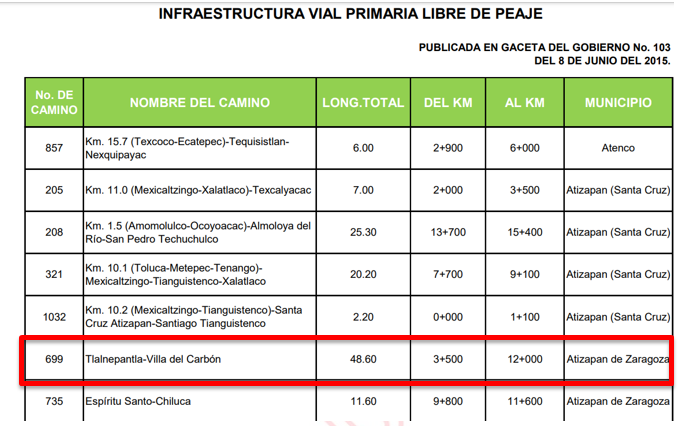 INFRAESTRUCTURA VIAL PRIMARIA LIBRE DE PEAJE
PUBLICADA EN GACETA DEL GOBIERNO No. 103
DEL 8 DE JUNIO DEL 2015.
No. DE CAMINO NOMBRE DEL CAMINO LONG.TOTAL DEL KM AL KM MUNICIPIO
857 Km. 15.7 (Texcoco-Ecatepec)-Tequisistlan-Nexquipayac 6.00 2+900 6+000 Atenco
205 Km. 11.0 (Mexicaltzingo-Xalatlaco)-Texcalyacac 7.00 2+000 3+500 Atizapan (Santa Cruz)
208 Km. 1.5 (Amomolulco-Ocoyoacac)-Almoloya del Río-San Pedro Techuchulco 25.30 13+700 15+400 Atizapan (Santa Cruz)
321 Km. 10.1 (Toluca-Metepec-Tenango)-Mexicaltzingo-Tianguistenco-Xalatlaco 20.20 7+700 9+100 Atizapan (Santa Cruz)
1032 Km. 10.2 (Mexicaltzingo-Tianguistenco)-Santa Cruz Atizapan-Santiago Tianguistenco 2.20 0+000 1+100 Atizapan (Santa Cruz)
699 Tlalnepantla-Villa del Carbón 48.60 3+500 12+000 Atizapan de Zaragoza
735 Espíritu Santo-Chiluca 11.60 9+800 11+600 Atizapan de Zaragoza